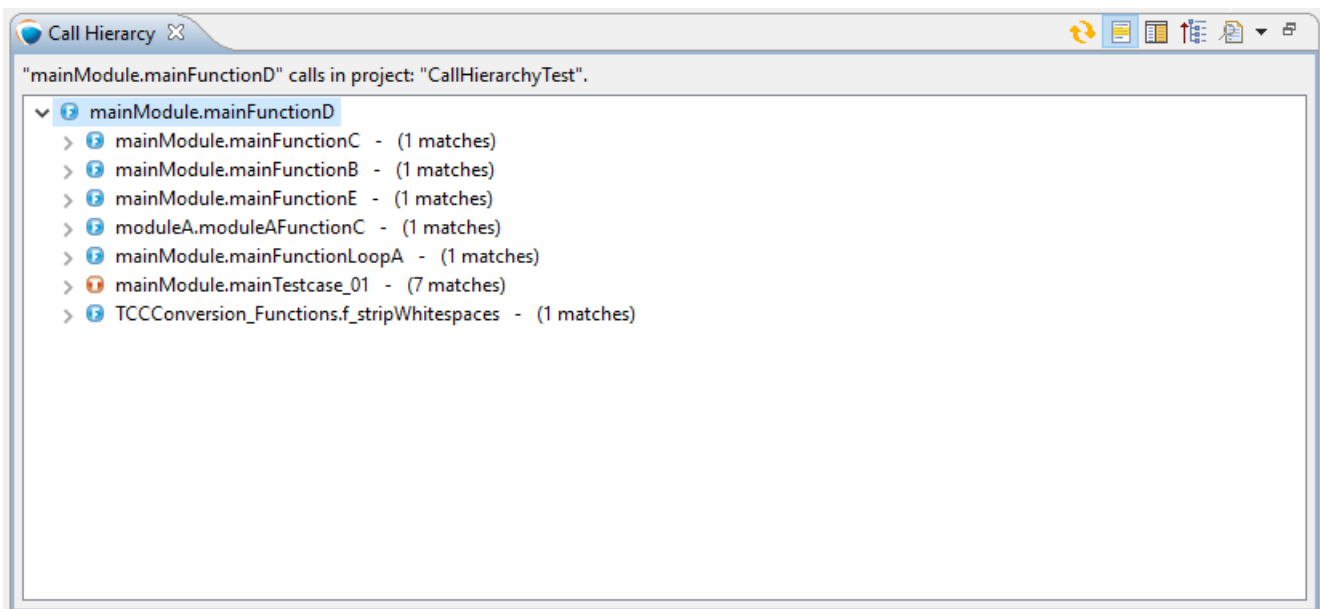 Call Hierarcy
"mainModule.mainFunctionD" calls in project: "CallHierarchyTest".
mainModule.mainFunctionD
mainModule.mainFunctionC - (1 matches)
mainModule.mainFunctionB - (1 matches)
mainModule.mainFunctionE - (1 matches)
moduleA.moduleAFunctionC - (1 matches)
mainModule.mainFunctionLoopA - (1 matches)
mainModule.mainTestcase_01 - (7 matches)
TCCConversion_Functions.f_stripWhitespaces - (1 matches)